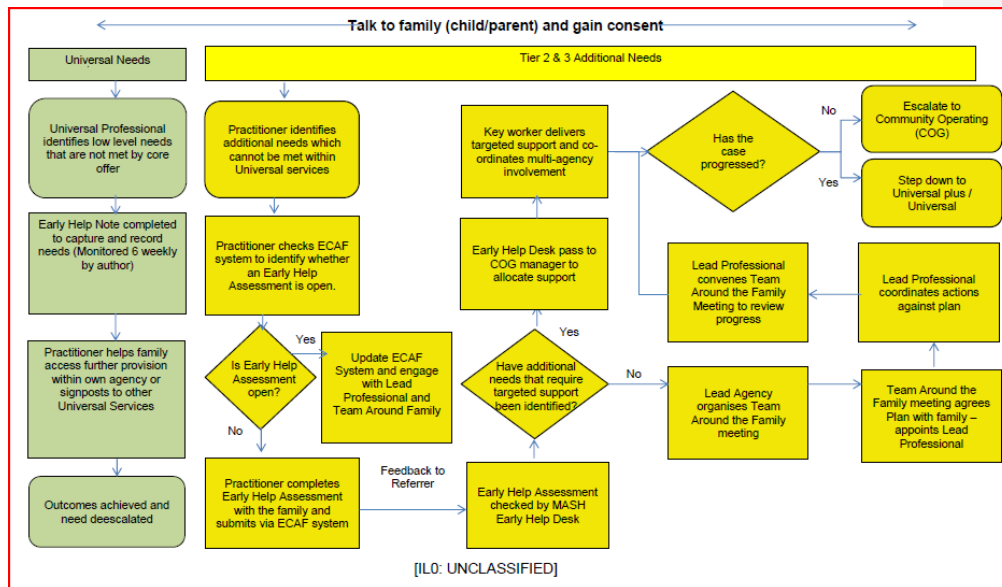 Talk to family (child/parent) and gain consent
Universal Needs
Tier 2 & 3 Additional Needs
Universal Professional
identifies low level needs
that are not met by core
offer
Early Help Note completed
to capture and record
needs (Monitored 6 weekly
by author)
Practitioner helps family
access further provision
within own agency or
signposts to other
Universal Services
Outcomes achieved and
need deescalated
Practitioner identifies
additional needs which
cannot be met within
Universal services
Practitioner checks ECAF
system to identify whether
an Early Help
Assessment is open.
Is Early Help
Assessment
open?
Yes
No
Update ECAF
System and engage
with Lead
Professional and
Team Around Family
Practitioner completes
Early Help Assessment
with the family and
submits via ECAF system
Feedback to
Referrer
Early Help Assessment
checked by MASH
Early Help Desk
Have additional
needs that require
targeted support
been identified?
Yes
No
Early Help Desk pass to
COG manager to
allocate support
Key worker delivers
targeted support and co-
ordinates multi-agency
involvement
Lead Agency
organises Team
Around the Family
meeting
Team Around the
Family meeting agrees
Plan with family –
appoints Lead
Professional
Lead Professional
coordinates actions
against plan
Lead Professional
convenes Team
Around the Family
Meeting to review
progress
Has the
case
progressed?
No
Yes
Escalate to
Community Operating
(COG)
Step down to
Universal plus /
Universal
[IL0: UNCLASSIFIED]